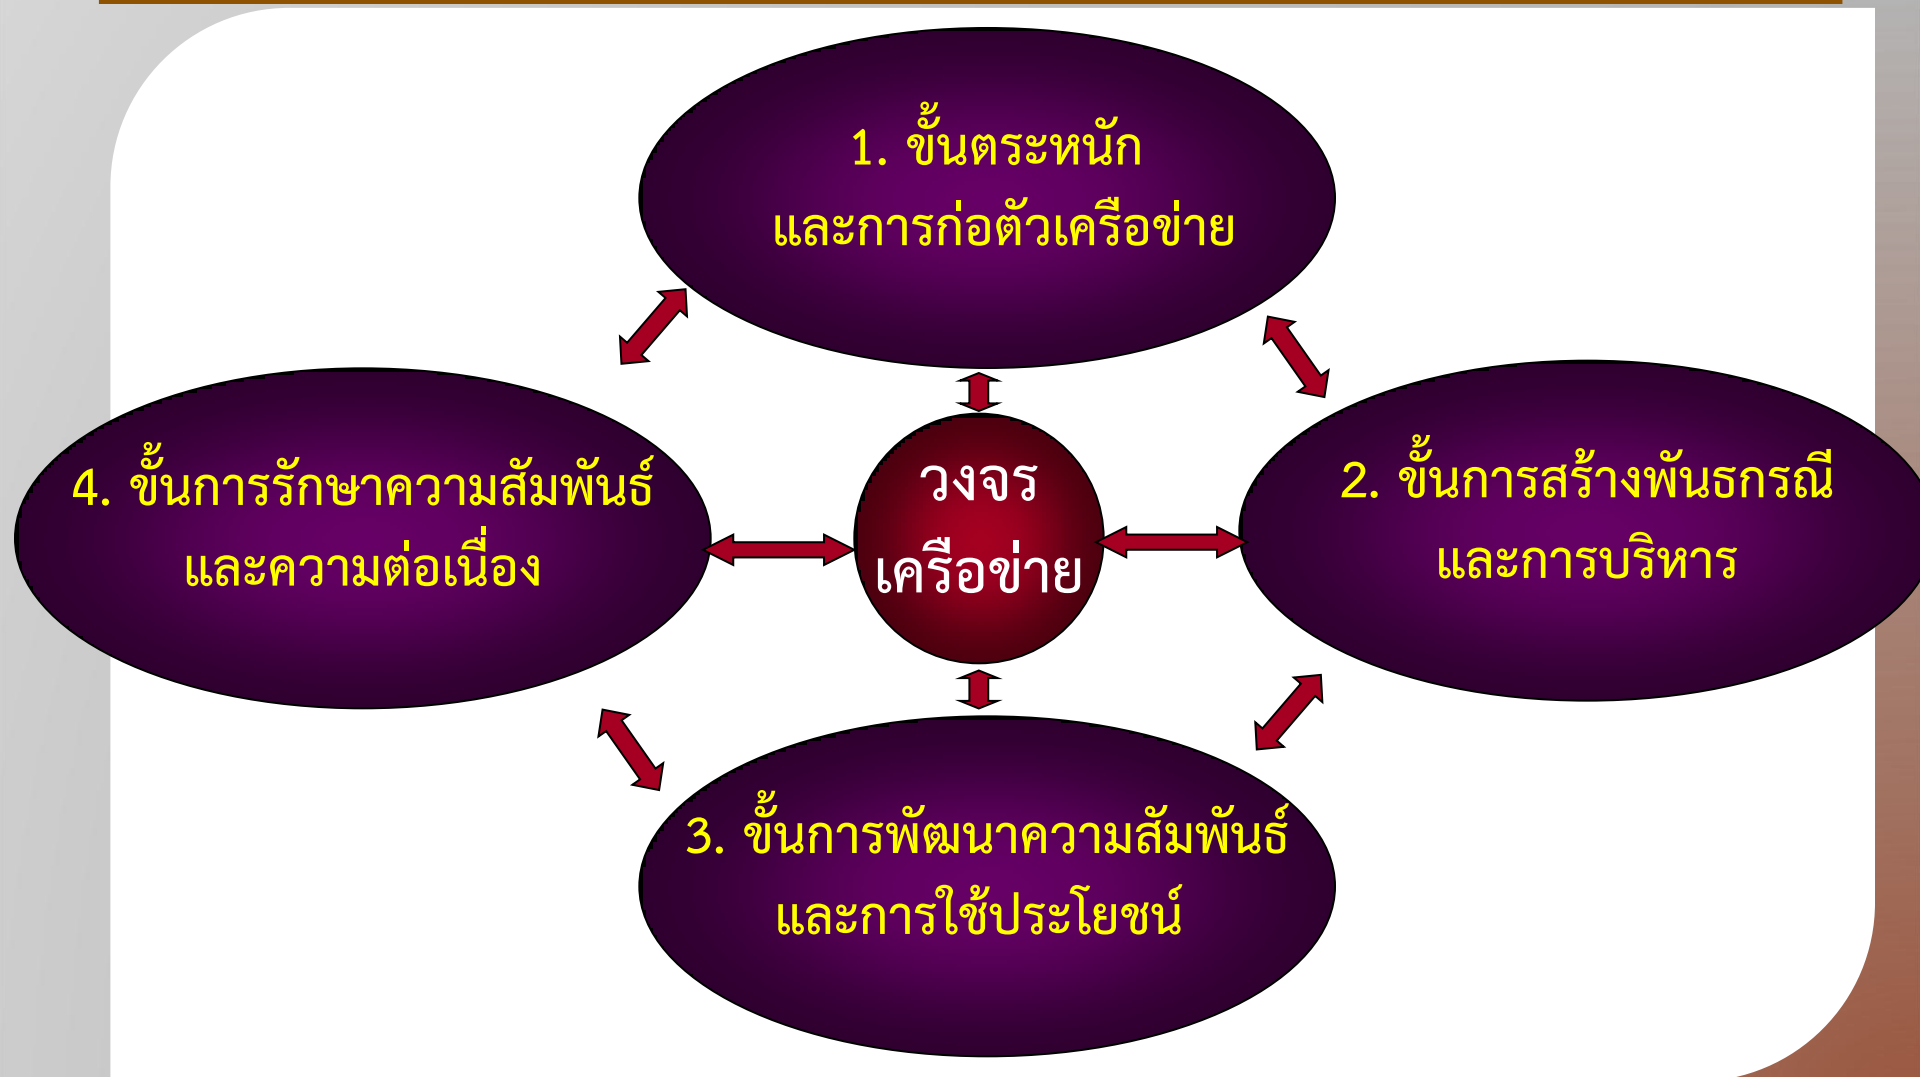 1. ขั้นตระหนัก
และการก่อตัวเครือข่าย
วงจร
เครือข่าย
2. ขั้นการสร้างพันธกรณี
และการบริหาร
3. ขั้นการพัฒนาความสัมพันธ์
และการใช้ประโยชน์
4. ขั้นการรักษาความสัมพันธ์
และความต่อเนื่อง